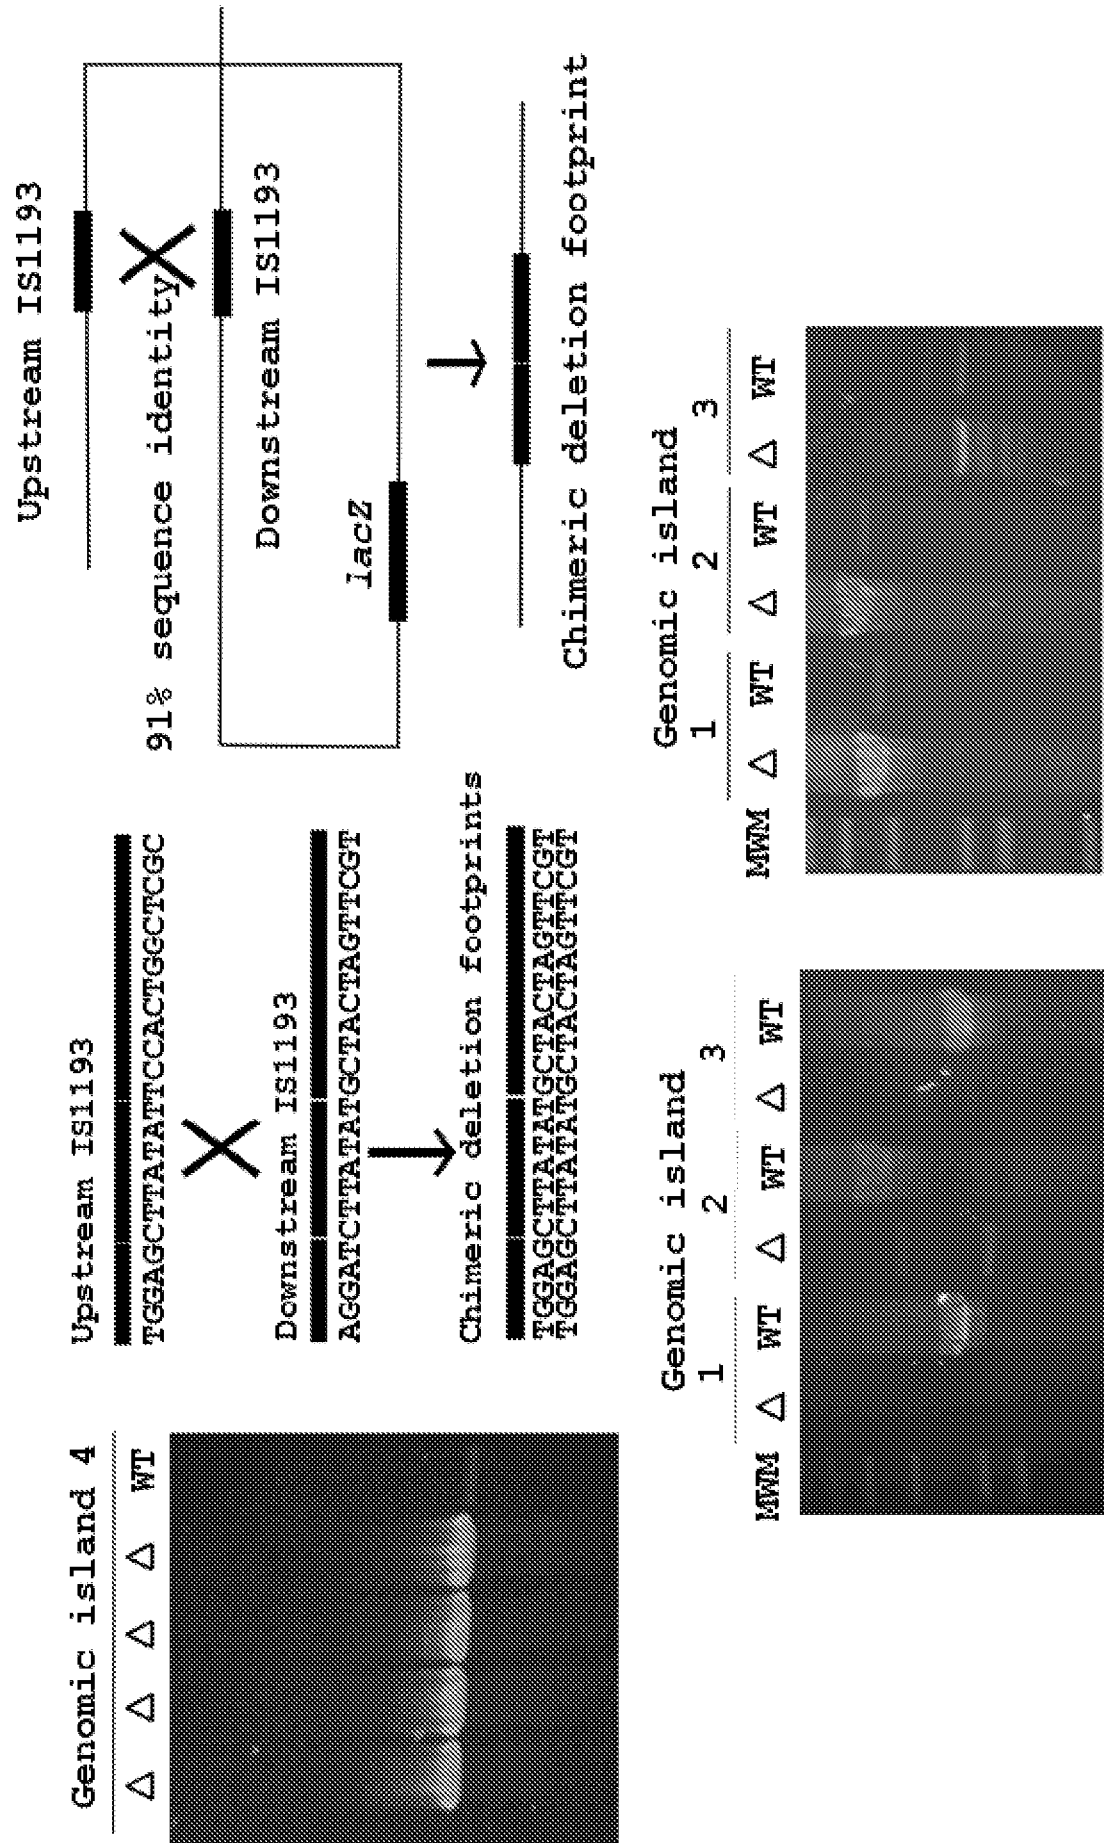 Genomic island 4
Δ Δ Δ Δ WT
Upstream IS1193
TGGAGCTTATATTCCACTGGCTCGC
Downstream IS1193
AGGATCTTATATGCTACTAGTTCGT
Chimeric deletion footprints
TGGAGCTTATATGCTACTAGTTCGT
TGGAGCTTATATGCTACTAGTTCGT
Upstream IS1193
91% sequence identity
Downstream IS1193
lacZ
Chimeric deletion footprint
Genomic island
1 2 3
MWM Δ WT Δ WT Δ WT
Genomic island
1 2 3
MWM Δ WT Δ WT Δ WT